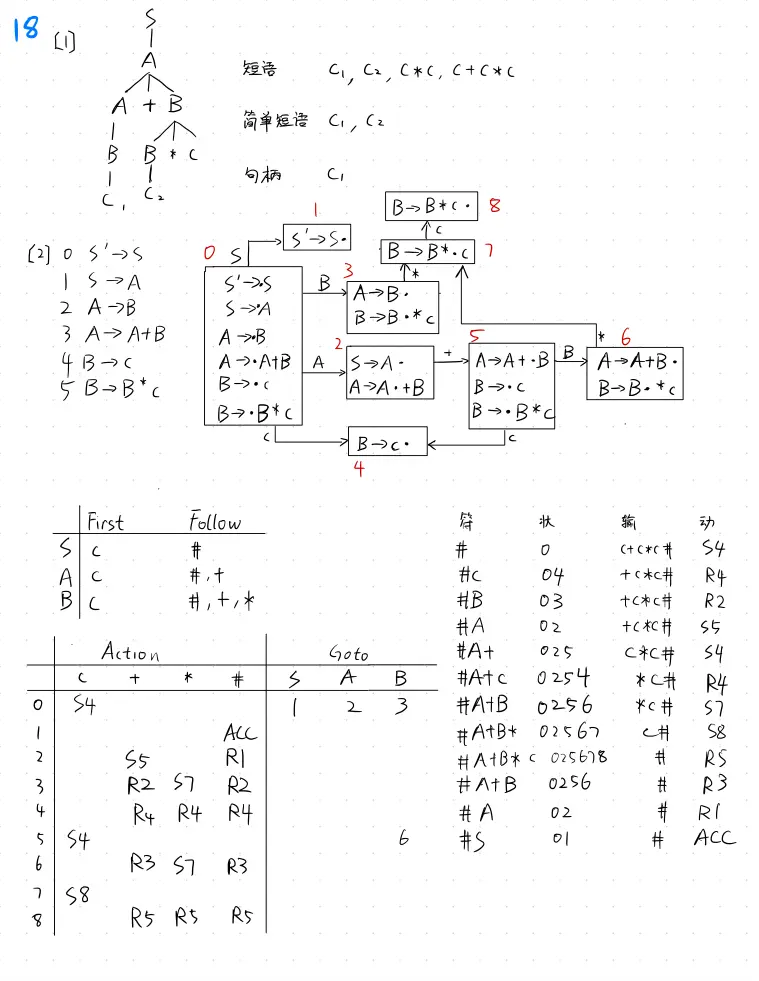 18 [1]
S
A
A + B
B B * c
C₁ C₂
短语 C₁, C₂, C*C, C+C*C
简单短语 C₁, C₂
句柄 C₁
[2] 0 S'→S
1 S→A
2 A→B
3 A→A+B
4 B→c
5 B→B*c
0 S
S'→·S
S→·A
A→·B
A→·A+B
B→·c
B→·B*c
1
S'→S·
B→B*c· 8
c
B→B*·c 7
B 3 *
A→B·
B→B·*c
A 2
S→A·
A→A·+B
+ 5
A→A+·B
B→·c
B→·B*c
B * 6
A→A+B·
B→B·*c
c B→c· c
4
First Follow
S c #
A c #,+
B c #,+,*
Action Goto
c + * # S A B
0 S4 1 2 3
1 ACC
2 S5 R1
3 R2 S7 R2
4 R4 R4 R4
5 S4 6
6 R3 S7 R3
7 S8
8 R5 R5 R5
符 状 输 动
# 0 c+c*c# S4
#c 04 +c*c# R4
#B 03 +c*c# R2
#A 02 +c*c# S5
#A+ 025 c*c# S4
#A+c 0254 *c# R4
#A+B 0256 *c# S7
#A+B* 02567 c# S8
#A+B*c 025678 # R5
#A+B 0256 # R3
#A 02 # R1
#S 01 # ACC